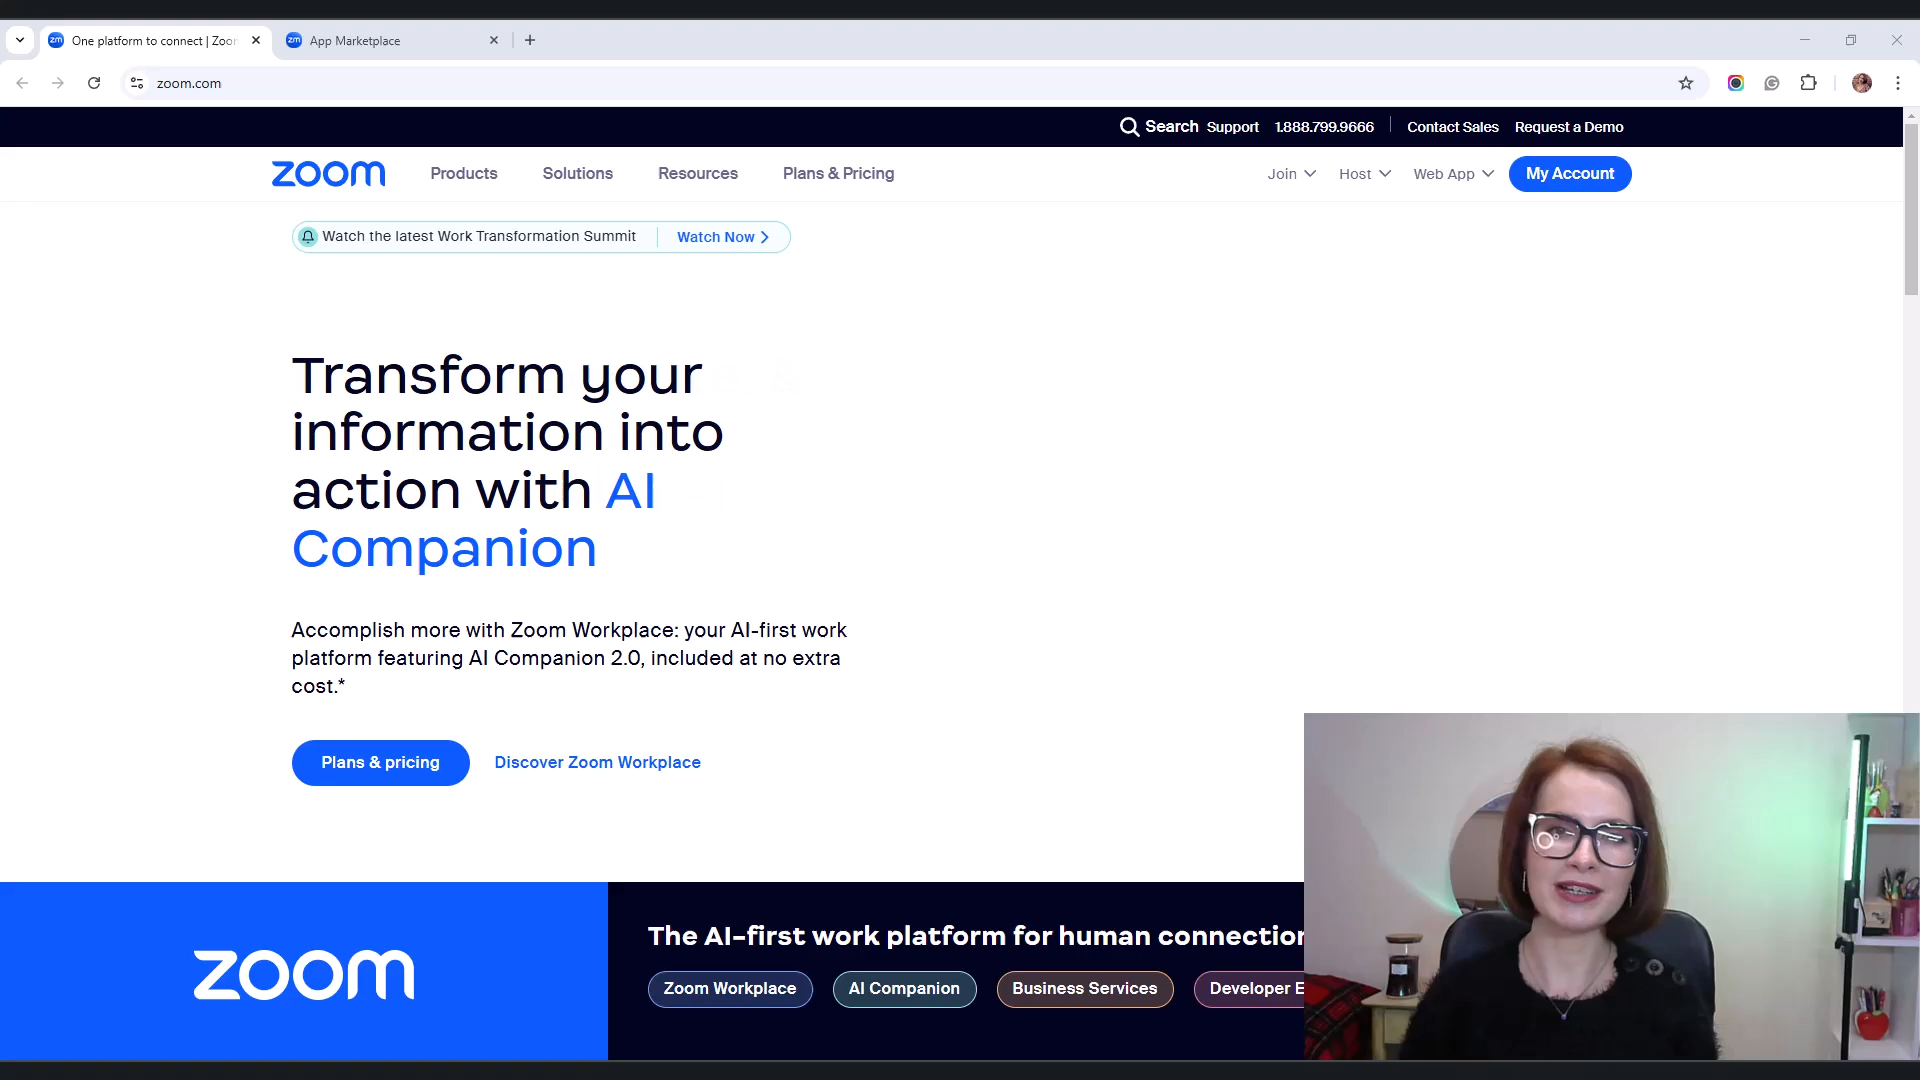 One platform to connect | Zoo
App Marketplace
zoom.com
Search Support 1.888.799.9666 Contact Sales Request a Demo
zoom Products Solutions Resources Plans & Pricing Join Host Web App My Account
Watch the latest Work Transformation Summit Watch Now
Transform your
information into
action with AI
Companion
Accomplish more with Zoom Workplace: your AI-first work
platform featuring AI Companion 2.0, included at no extra
cost.*
Plans & pricing Discover Zoom Workplace
zoom
The AI-first work platform for human connection
Zoom Workplace AI Companion Business Services Developer E